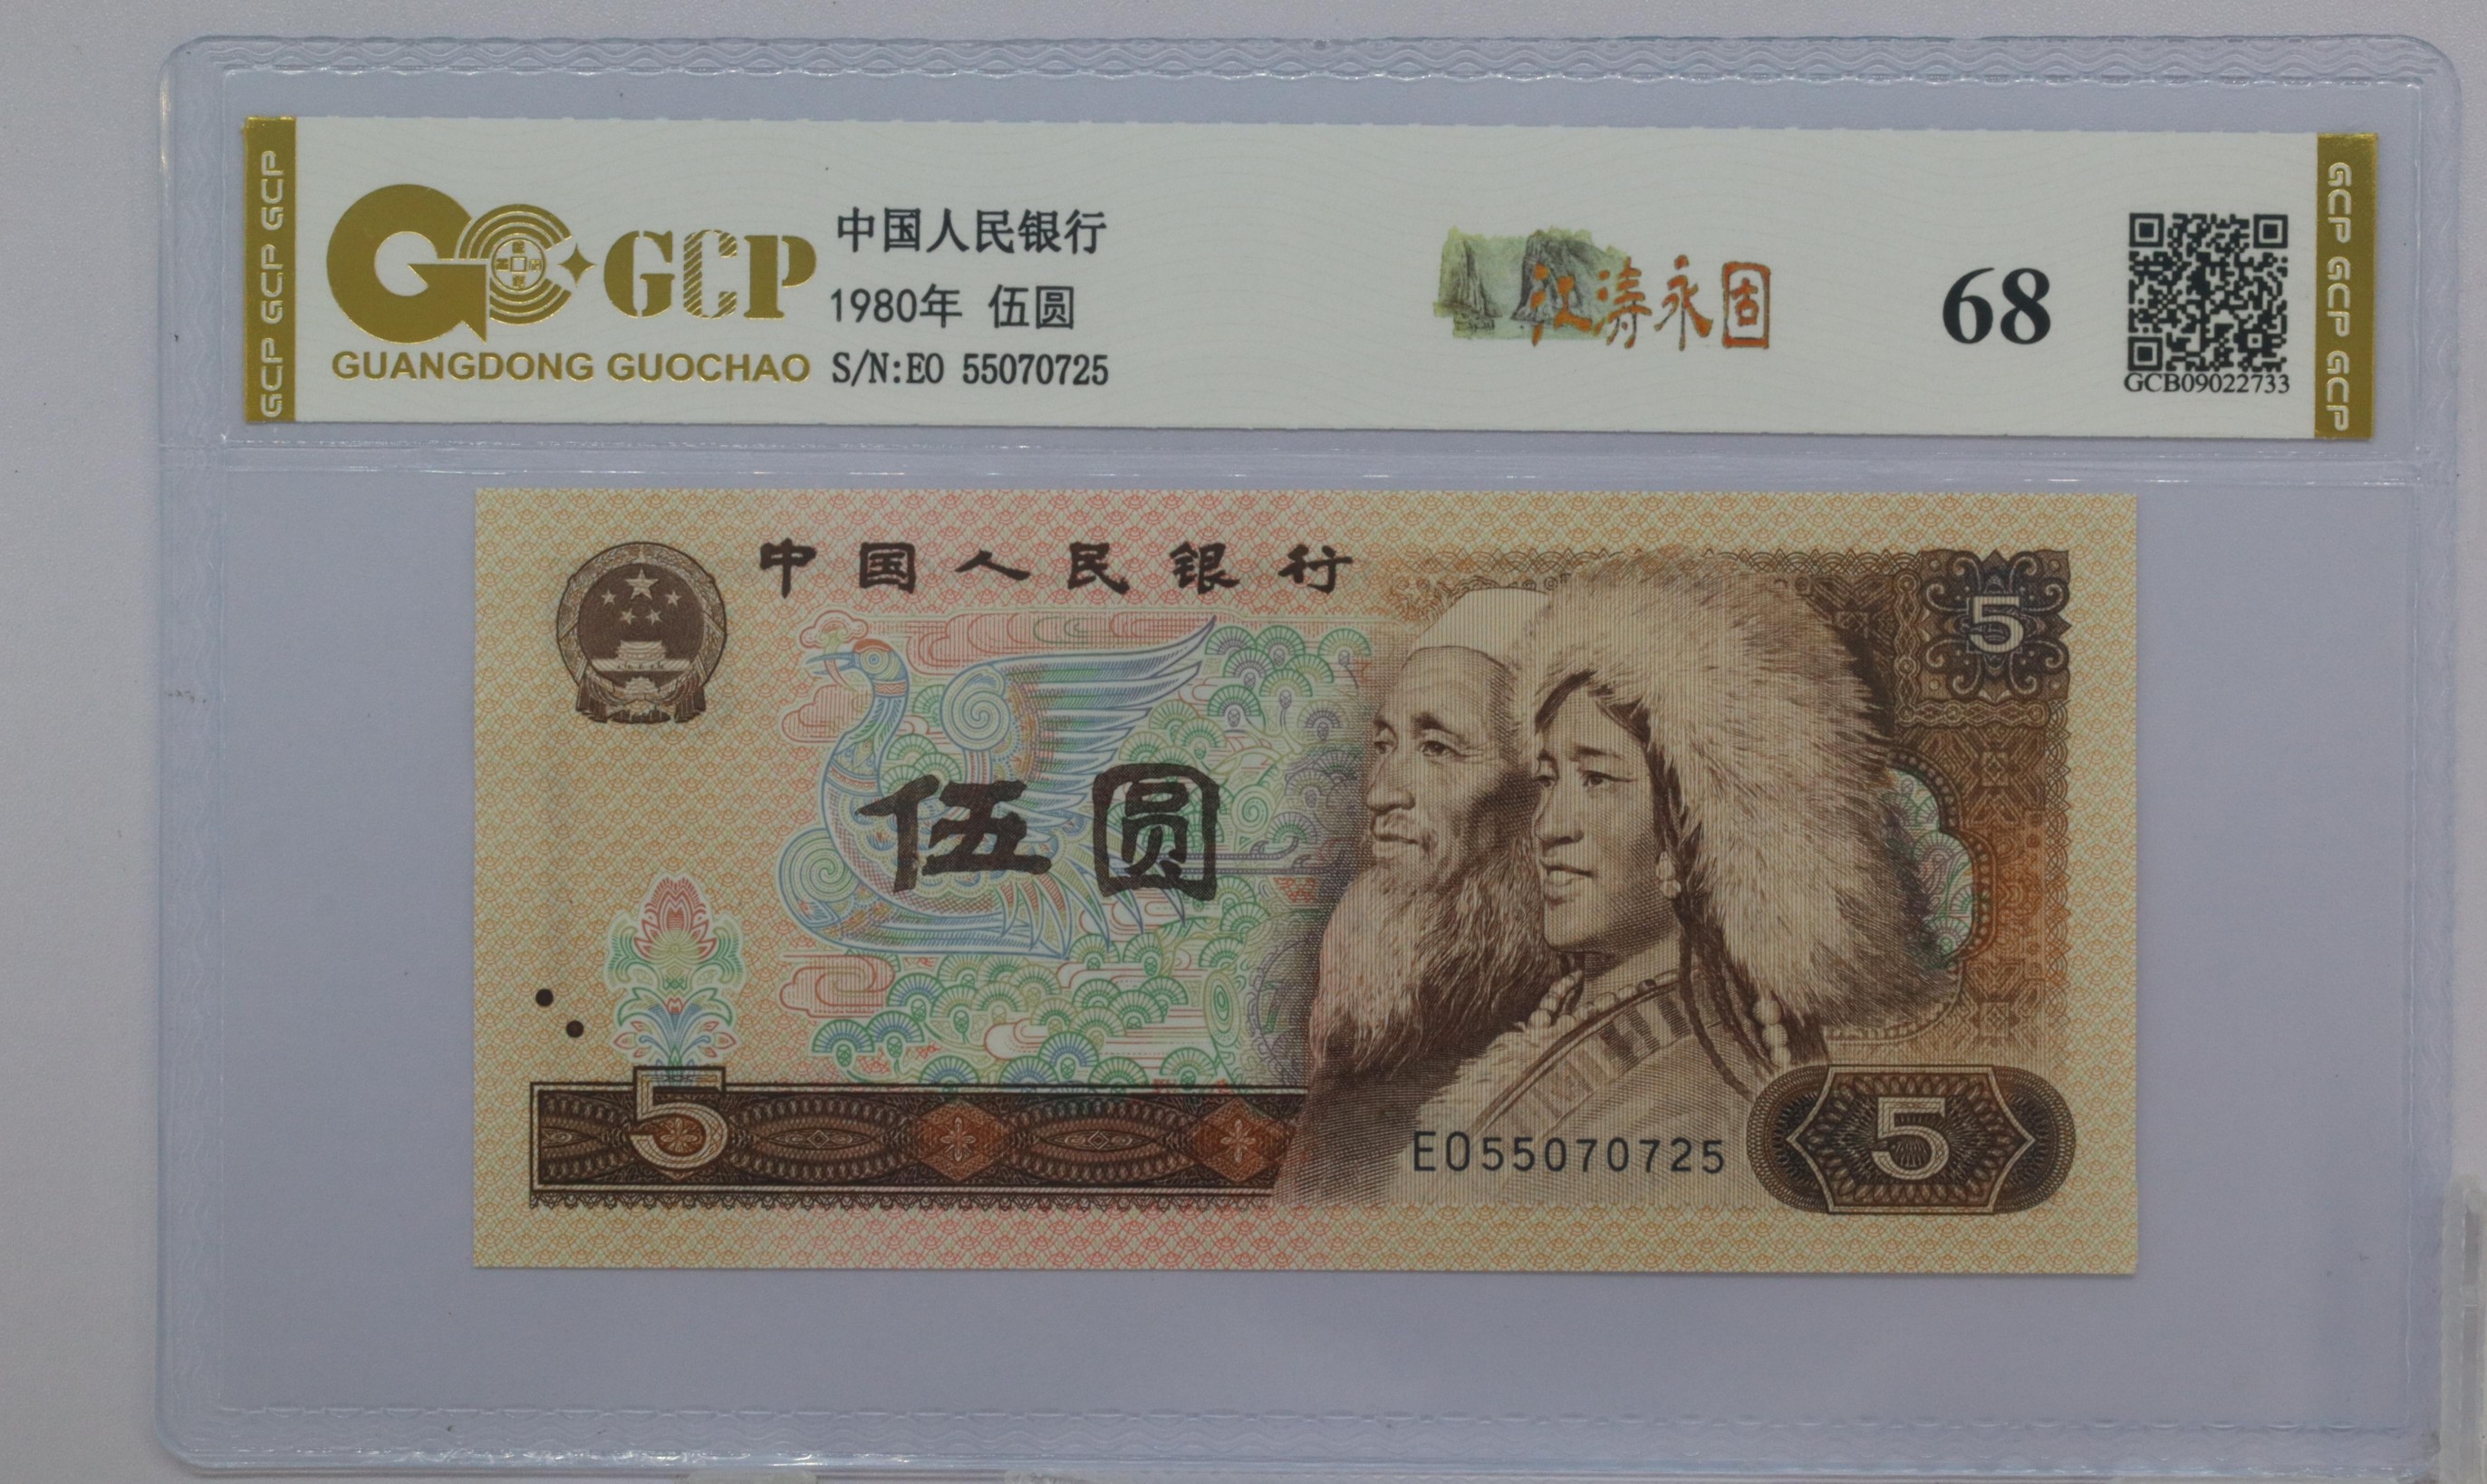 GCP GCP GCP
GCP
GUANGDONG GUOCHAO
中国人民银行
1980年 伍圆
S/N:EO 55070725
江涛永固
68
GCB09022733
GCP GCP GCP
中国人民银行
5
伍圆
5
EO55070725
5